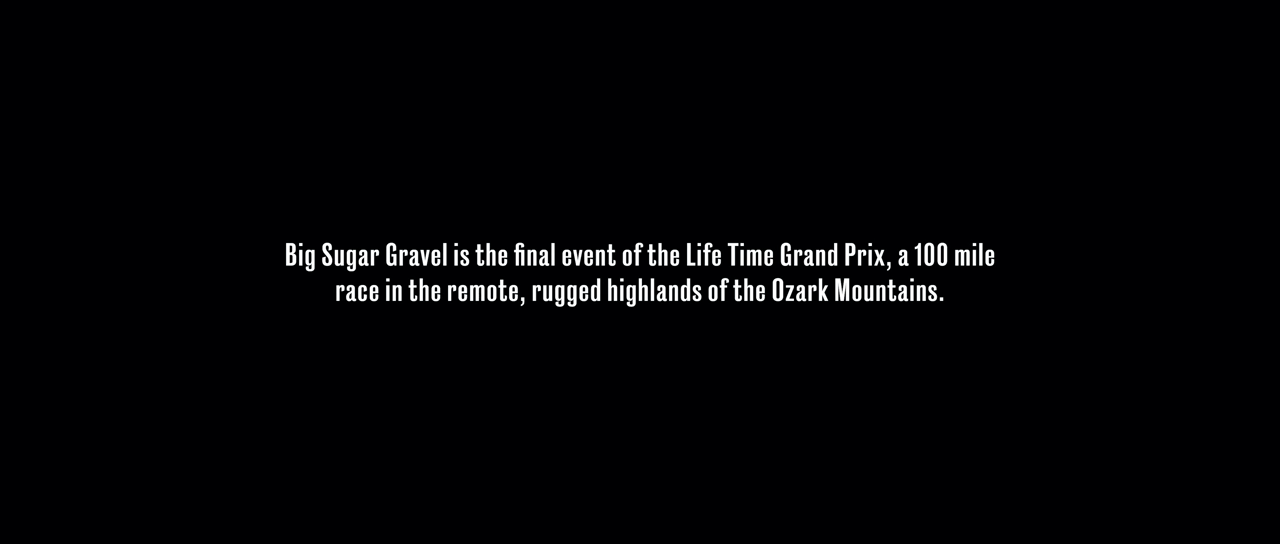 Big Sugar Gravel is the final event of the Life Time Grand Prix, a 100 mile
race in the remote, rugged highlands of the Ozark Mountains.